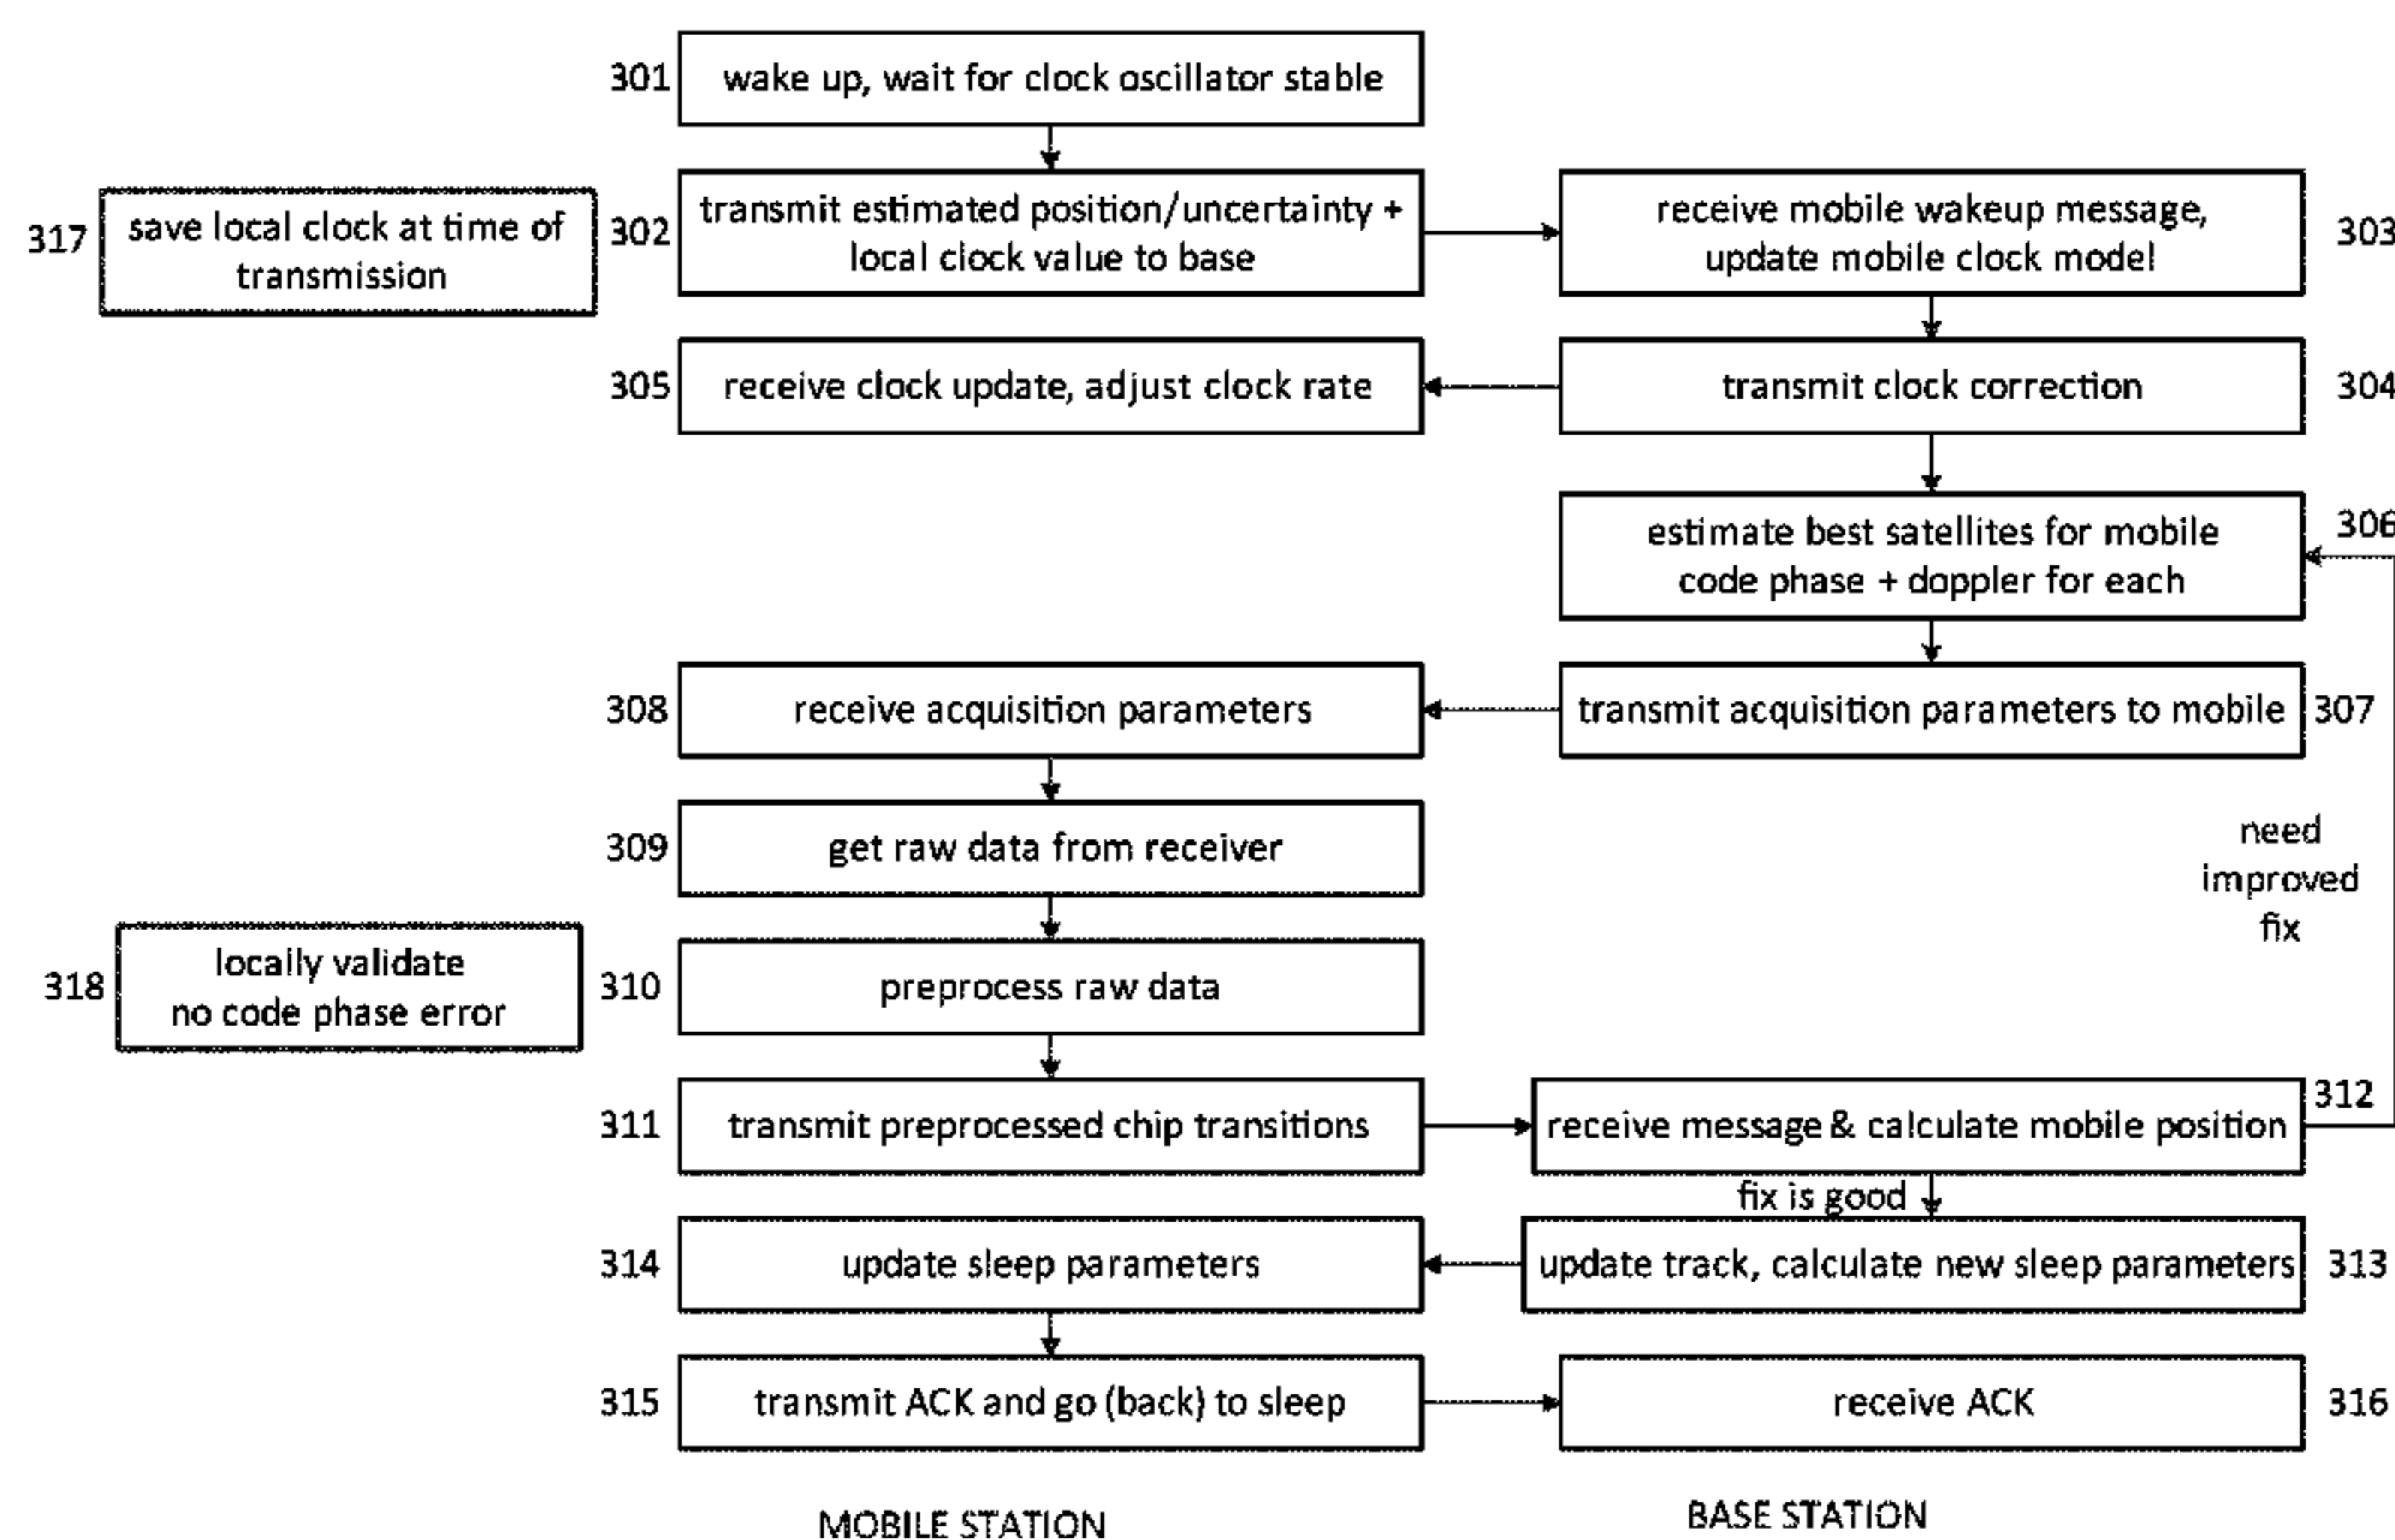 301
wake up, wait for clock oscillator stable
317
save local clock at time of
transmission
302
transmit estimated position/uncertainty +
local clock value to base
receive mobile wakeup message,
update mobile clock model
303
305
receive clock update, adjust clock rate
transmit clock correction
304
estimate best satellites for mobile
code phase + doppler for each
306
308
receive acquisition parameters
transmit acquisition parameters to mobile
307
309
get raw data from receiver
need
improved
fix
318
locally validate
no code phase error
310
preprocess raw data
311
transmit preprocessed chip transitions
receive message & calculate mobile position
312
fix is good
314
update sleep parameters
update track, calculate new sleep parameters
313
315
transmit ACK and go (back) to sleep
receive ACK
316
MOBILE STATION
BASE STATION